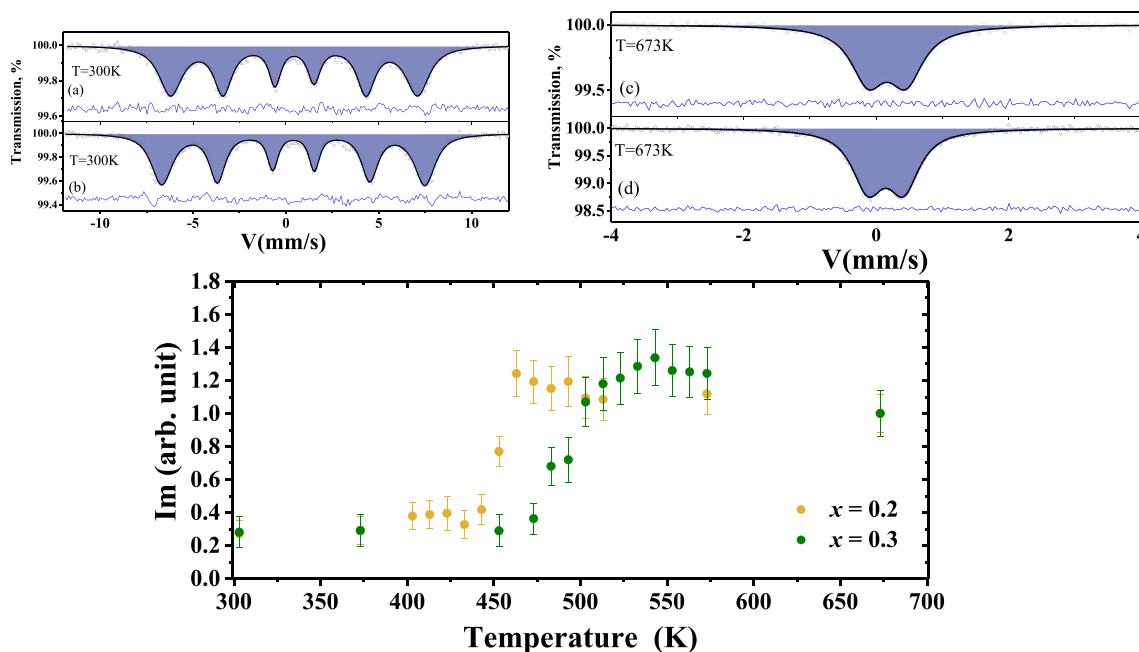 100.0
T=300K
99.8
(a)
99.6
100.0
99.8
T=300K
99.6
(b)
99.4
Transmission, %
-10
-5
0
5
10
V(mm/s)
100.0
T=673K
(c)
99.5
100.0
T=673K
99.5
99.0
(d)
98.5
Transmission, %
-4
-2
0
2
4
V(mm/s)
1.8
1.6
1.4
1.2
1.0
0.8
0.6
0.4
0.2
0.0
Im (arb. unit)
x = 0.2
x = 0.3
300
350
400
450
500
550
600
650
700
Temperature (K)